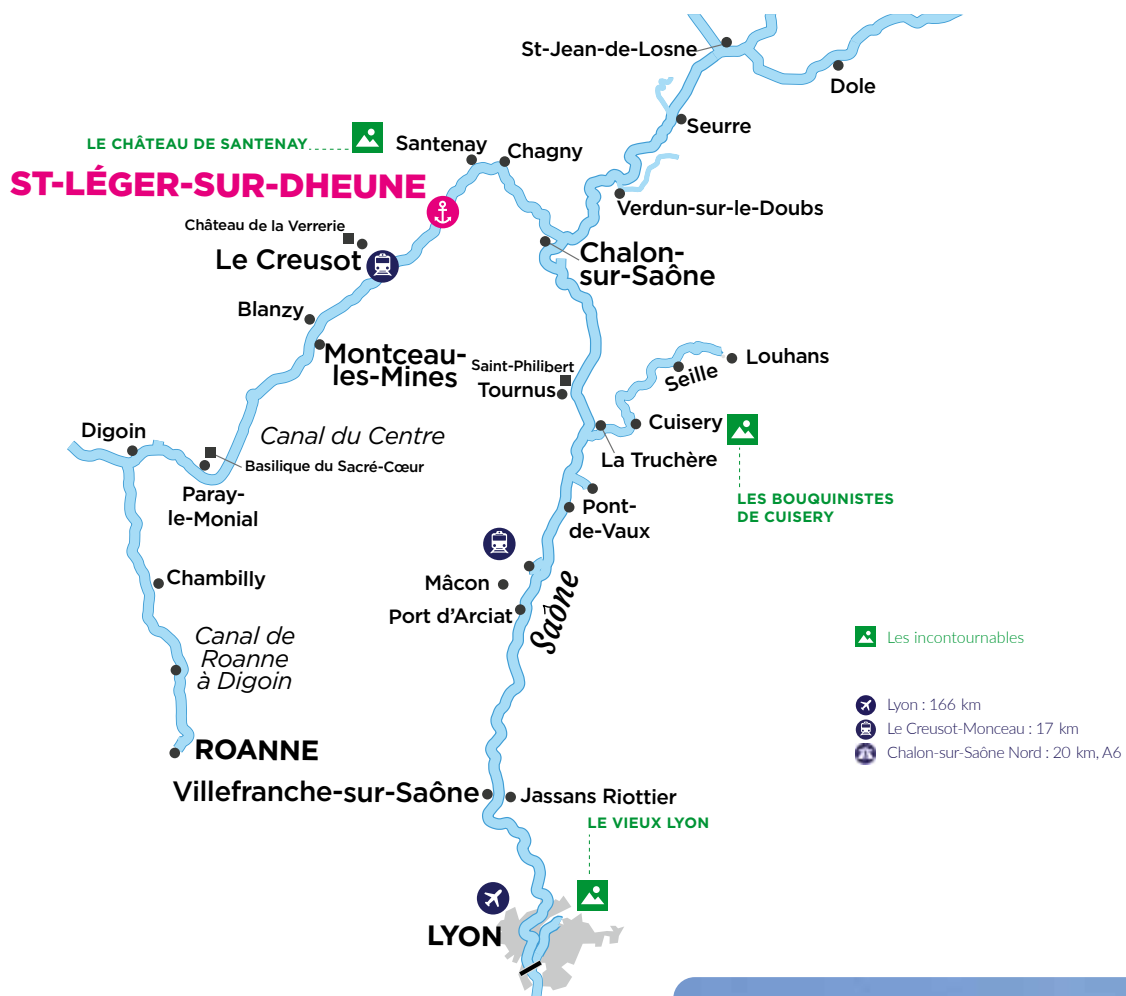 St-Jean-de-Losne
Dole
Seurre
LE CHÂTEAU DE SANTENAY
Santenay
Chagny
ST-LÉGER-SUR-DHEUNE
Verdun-sur-le-Doubs
Château de la Verrerie
Le Creusot
Chalon-
sur-Saône
Blanzy
Montceau-
les-Mines
Saint-Philibert
Tournus
Louhans
Seille
Cuisery
Digoin
Canal du Centre
La Truchère
Basilique du Sacré-Cœur
Paray-
le-Monial
LES BOUQUINISTES
DE CUISERY
Pont-
de-Vaux
Chambilly
Mâcon
Port d'Arciat
Saône
Canal de
Roanne
à Digoin
Les incontournables
Lyon : 166 km
Le Creusot-Monceau : 17 km
Chalon-sur-Saône Nord : 20 km, A6
ROANNE
Villefranche-sur-Saône
Jassans Riottier
LE VIEUX LYON
LYON